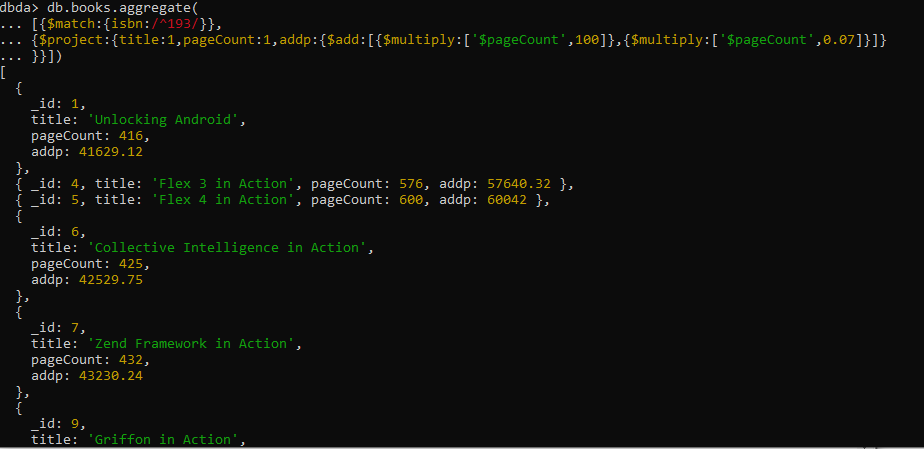 dbda> db.books.aggregate(
... [{$match:{isbn:/^193/}},
... {$project:{title:1,pageCount:1,addp:{$add:[{$multiply:['$pageCount',100]},{$multiply:['$pageCount',0.07]}]}
... }}])
[
  {
    _id: 1,
    title: 'Unlocking Android',
    pageCount: 416,
    addp: 41629.12
  },
  { _id: 4, title: 'Flex 3 in Action', pageCount: 576, addp: 57640.32 },
  { _id: 5, title: 'Flex 4 in Action', pageCount: 600, addp: 60042 },
  {
    _id: 6,
    title: 'Collective Intelligence in Action',
    pageCount: 425,
    addp: 42529.75
  },
  {
    _id: 7,
    title: 'Zend Framework in Action',
    pageCount: 432,
    addp: 43230.24
  },
  {
    _id: 9,
    title: 'Griffon in Action',